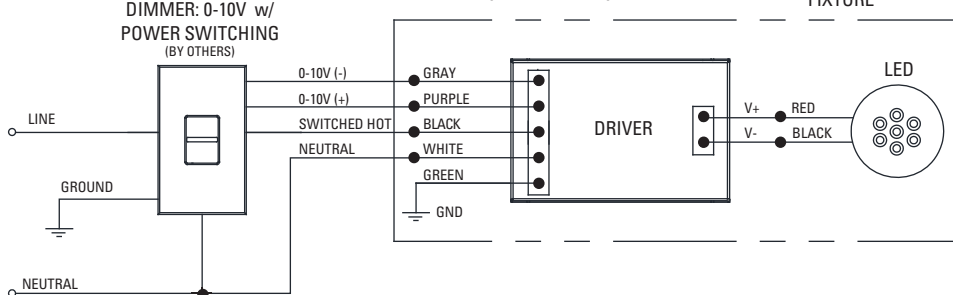 DIMMER: 0-10V w/
POWER SWITCHING
(BY OTHERS)
LINE
GROUND
NEUTRAL
0-10V (-)
0-10V (+)
SWITCHED HOT
NEUTRAL
GRAY
PURPLE
BLACK
WHITE
GREEN
GND
DRIVER
V+
V-
RED
BLACK
LED
FIXTURE